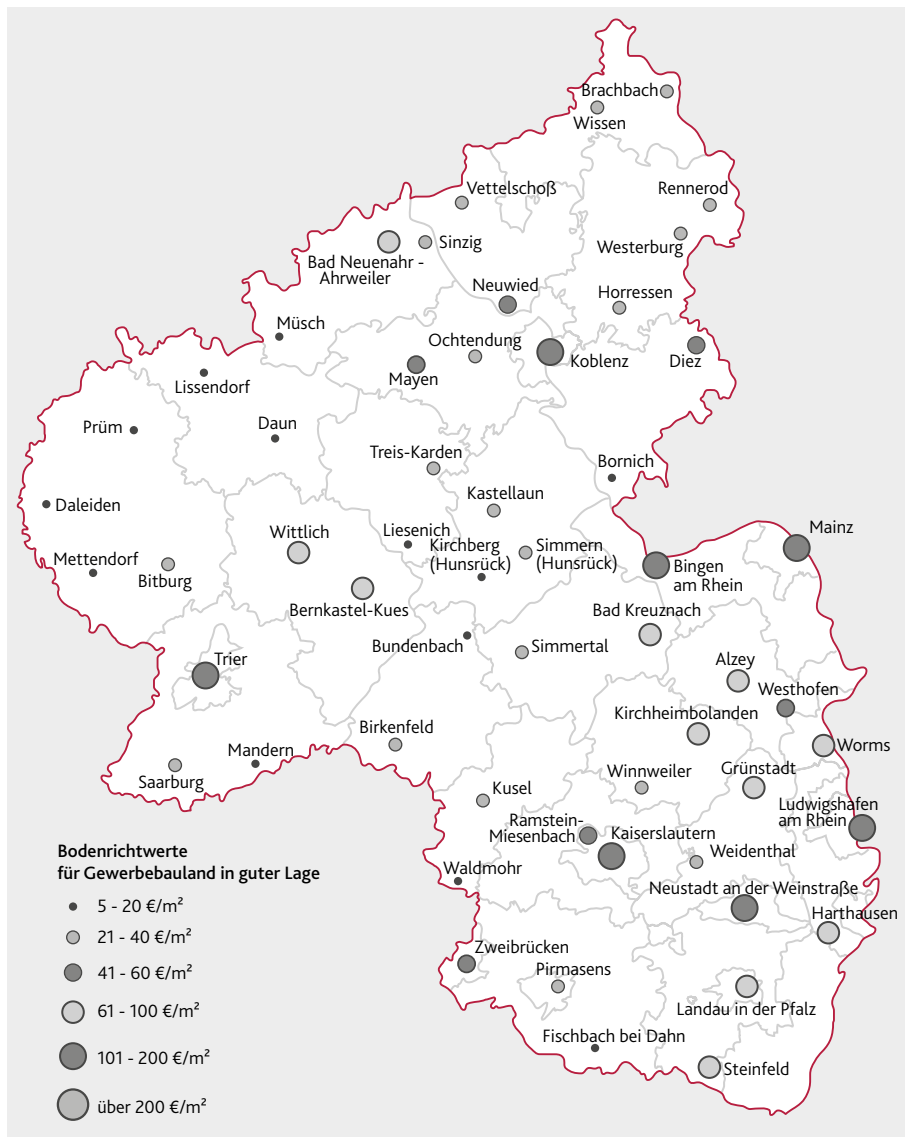 Brachbach
Wissen
Vettelschoß
Rennerod
Sinzig
Westerburg
Bad Neuenahr -
Ahrweiler
Neuwied
Horressen
Müsch
Ochtendung
Koblenz
Diez
Mayen
Lissendorf
Daun
Prüm
Treis-Karden
Bornich
Kastellaun
Daleiden
Mainz
Wittlich
Liesenich
Kirchberg
(Hunsrück)
Simmern
(Hunsrück)
Mettendorf
Bitburg
Bingen
am Rhein
Bernkastel-Kues
Bad Kreuznach
Bundenbach
Simmertal
Trier
Alzey
Westhofen
Kirchheimbolanden
Birkenfeld
Mandern
Worms
Saarburg
Winnweiler
Grünstadt
Kusel
Ludwigshafen
am Rhein
Ramstein-
Miesenbach
Kaiserslautern
Weidenthal
Waldmohr
Neustadt an der Weinstraße
Harthausen
Zweibrücken
Pirmasens
Landau in der Pfalz
Fischbach bei Dahn
Steinfeld
Bodenrichtwerte
für Gewerbebauland in guter Lage
5 - 20 €/m²
21 - 40 €/m²
41 - 60 €/m²
61 - 100 €/m²
101 - 200 €/m²
über 200 €/m²